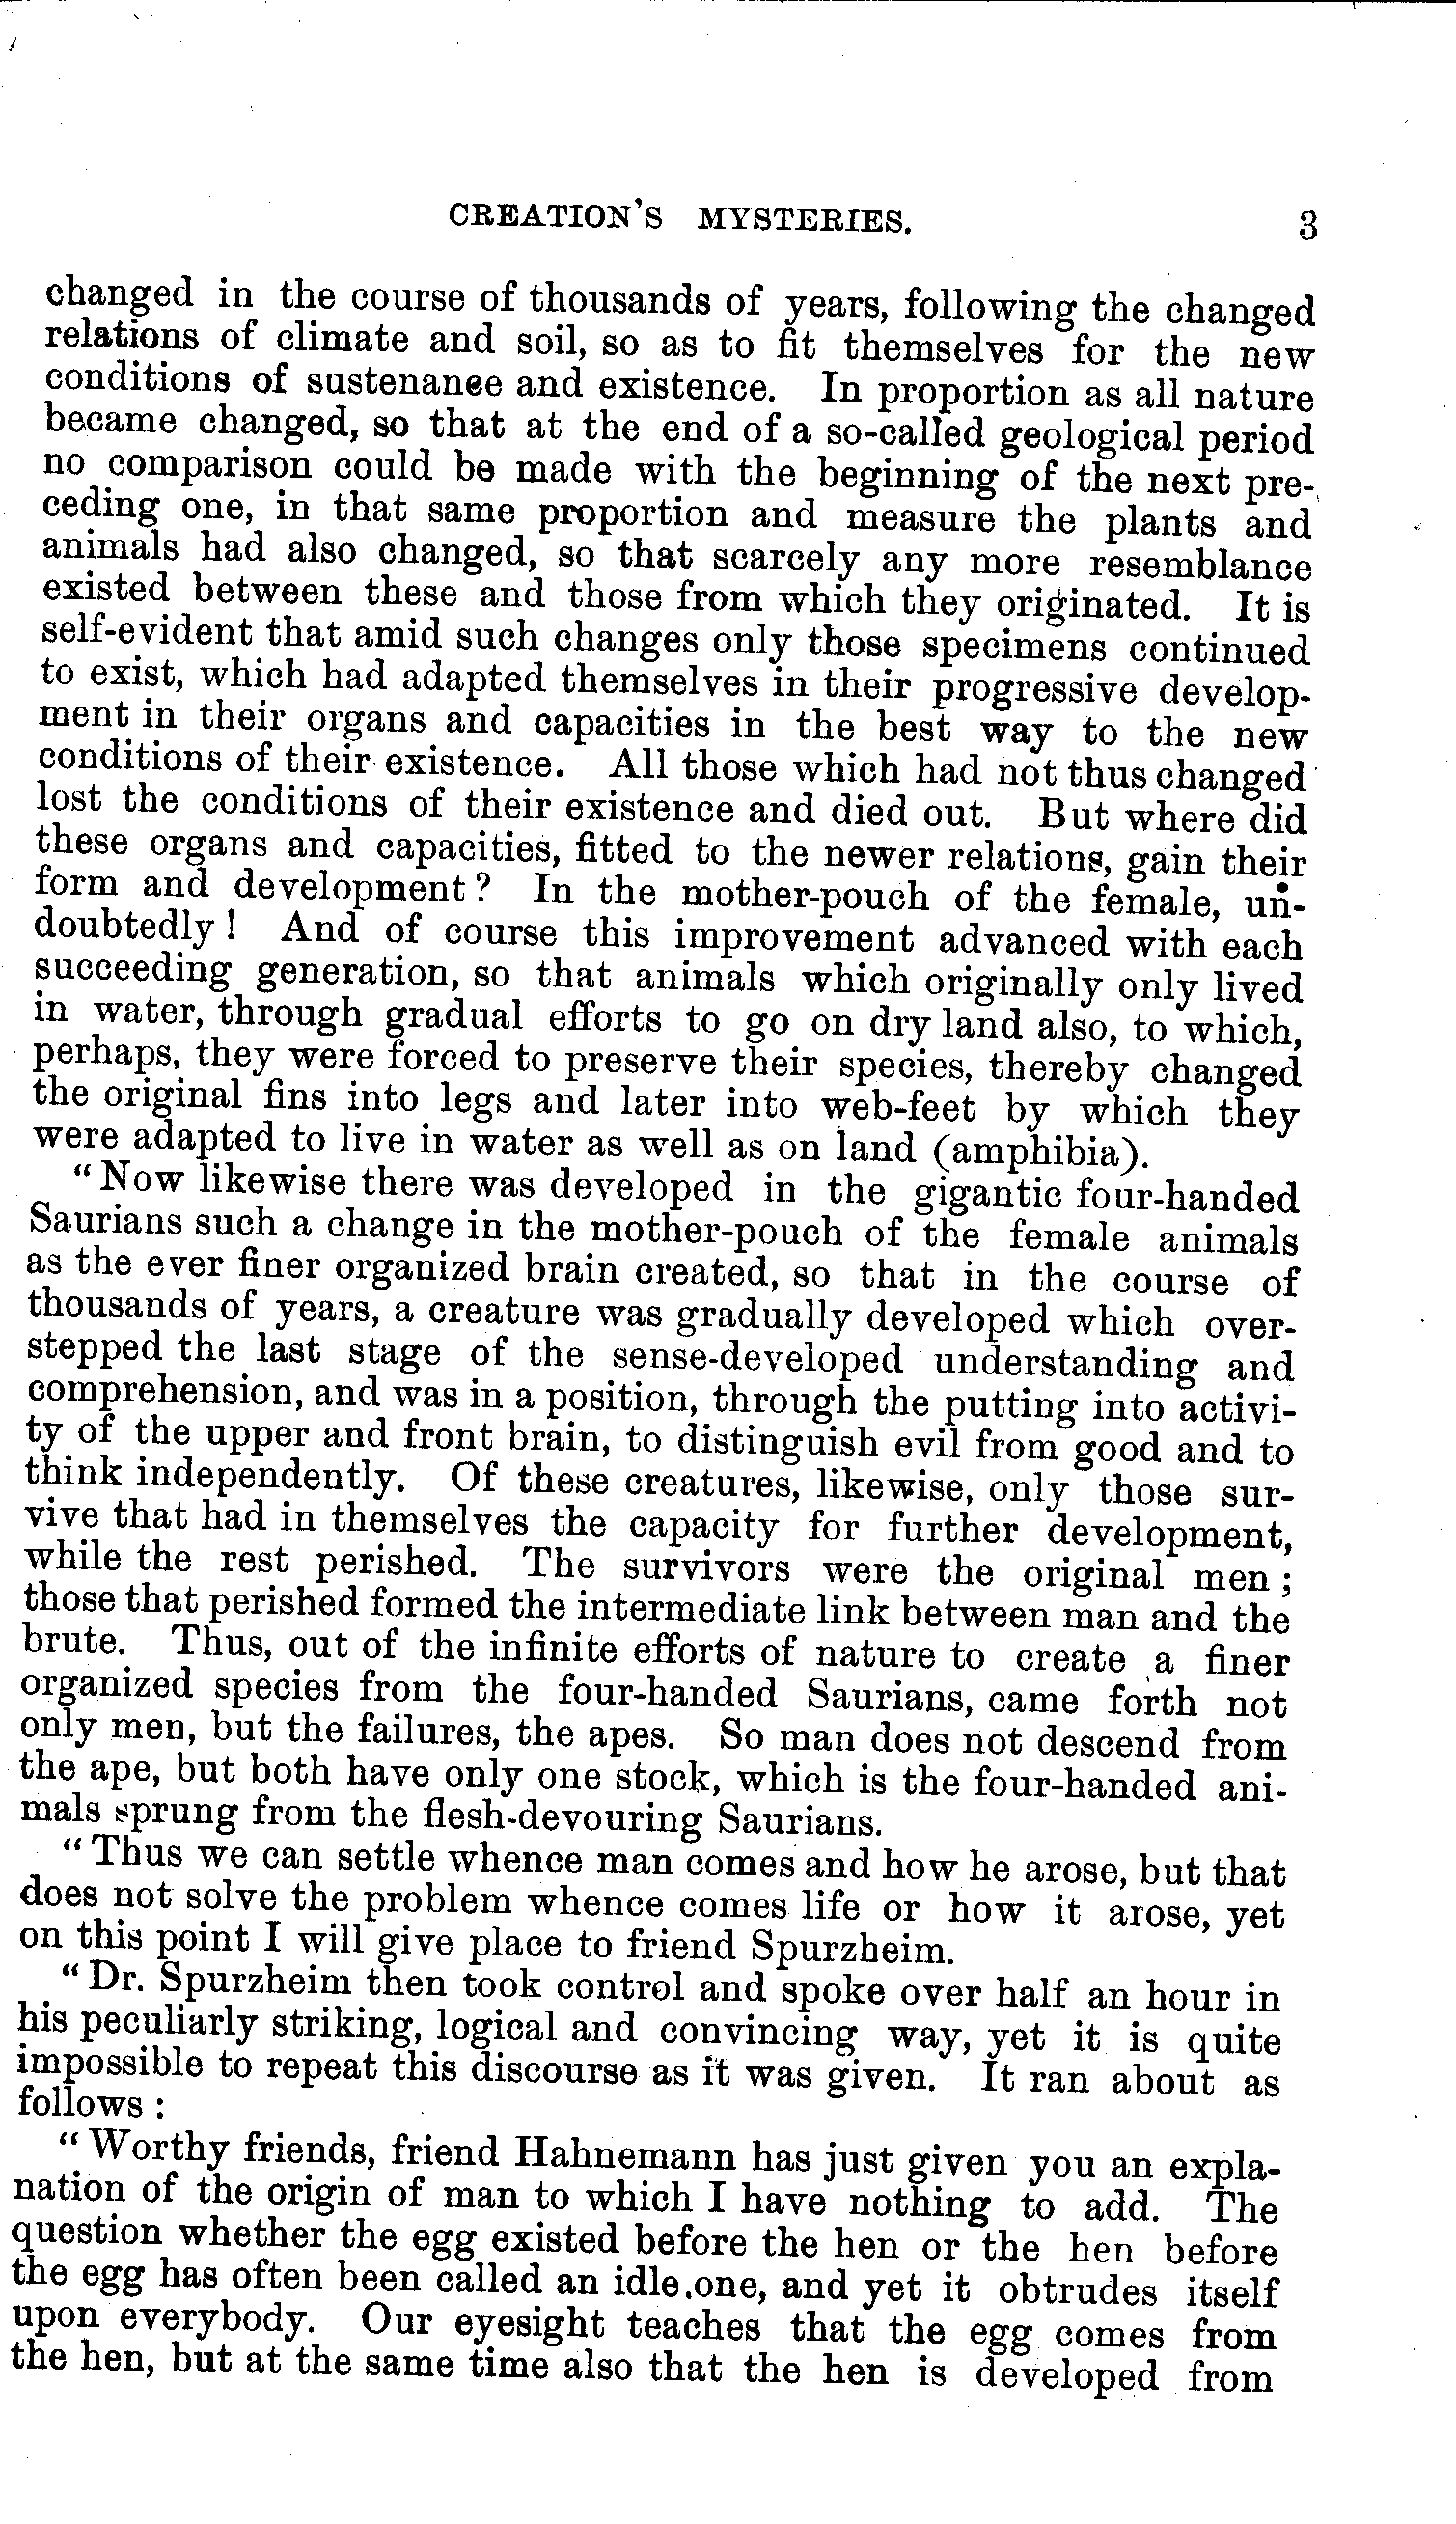 CREATION'S MYSTERIES. 3
changed in the course of thousands of years, following the changed
relations of climate and soil, so as to fit themselves for the new
conditions of sustenance and existence. In proportion as all nature
became changed, so that at the end of a so-called geological period
no comparison could be made with the beginning of the next pre-
ceding one, in that same proportion and measure the plants and
animals had also changed, so that scarcely any more resemblance
existed between these and those from which they originated. It is
self-evident that amid such changes only those specimens continued
to exist, which had adapted themselves in their progressive develop-
ment in their organs and capacities in the best way to the new
conditions of their existence. All those which had not thus changed
lost the conditions of their existence and died out. But where did
these organs and capacities, fitted to the newer relations, gain their
form and development? In the mother-pouch of the female, un-
doubtedly! And of course this improvement advanced with each
succeeding generation, so that animals which originally only lived
in water, through gradual efforts to go on dry land also, to which,
perhaps, they were forced to preserve their species, thereby changed
the original fins into legs and later into web-feet by which they
were adapted to live in water as well as on land (amphibia).
"Now likewise there was developed in the gigantic four-handed
Saurians such a change in the mother-pouch of the female animals
as the ever finer organized brain created, so that in the course of
thousands of years, a creature was gradually developed which over-
stepped the last stage of the sense-developed understanding and
comprehension, and was in a position, through the putting into activi-
ty of the upper and front brain, to distinguish evil from good and to
think independently. Of these creatures, likewise, only those sur-
vive that had in themselves the capacity for further development,
while the rest perished. The survivors were the original men;
those that perished formed the intermediate link between man and the
brute. Thus, out of the infinite efforts of nature to create a finer
organized species from the four-handed Saurians, came forth not
only men, but the failures, the apes. So man does not descend from
the ape, but both have only one stock, which is the four-handed ani-
mals sprung from the flesh-devouring Saurians.
"Thus we can settle whence man comes and how he arose, but that
does not solve the problem whence comes life or how it arose, yet
on this point I will give place to friend Spurzheim.
"Dr. Spurzheim then took control and spoke over half an hour in
his peculiarly striking, logical and convincing way, yet it is quite
impossible to repeat this discourse as it was given. It ran about as
follows:
"Worthy friends, friend Hahnemann has just given you an expla-
nation of the origin of man to which I have nothing to add. The
question whether the egg existed before the hen or the hen before
the egg has often been called an idle.one, and yet it obtrudes itself
upon everybody. Our eyesight teaches that the egg comes from
the hen, but at the same time also that the hen is developed from